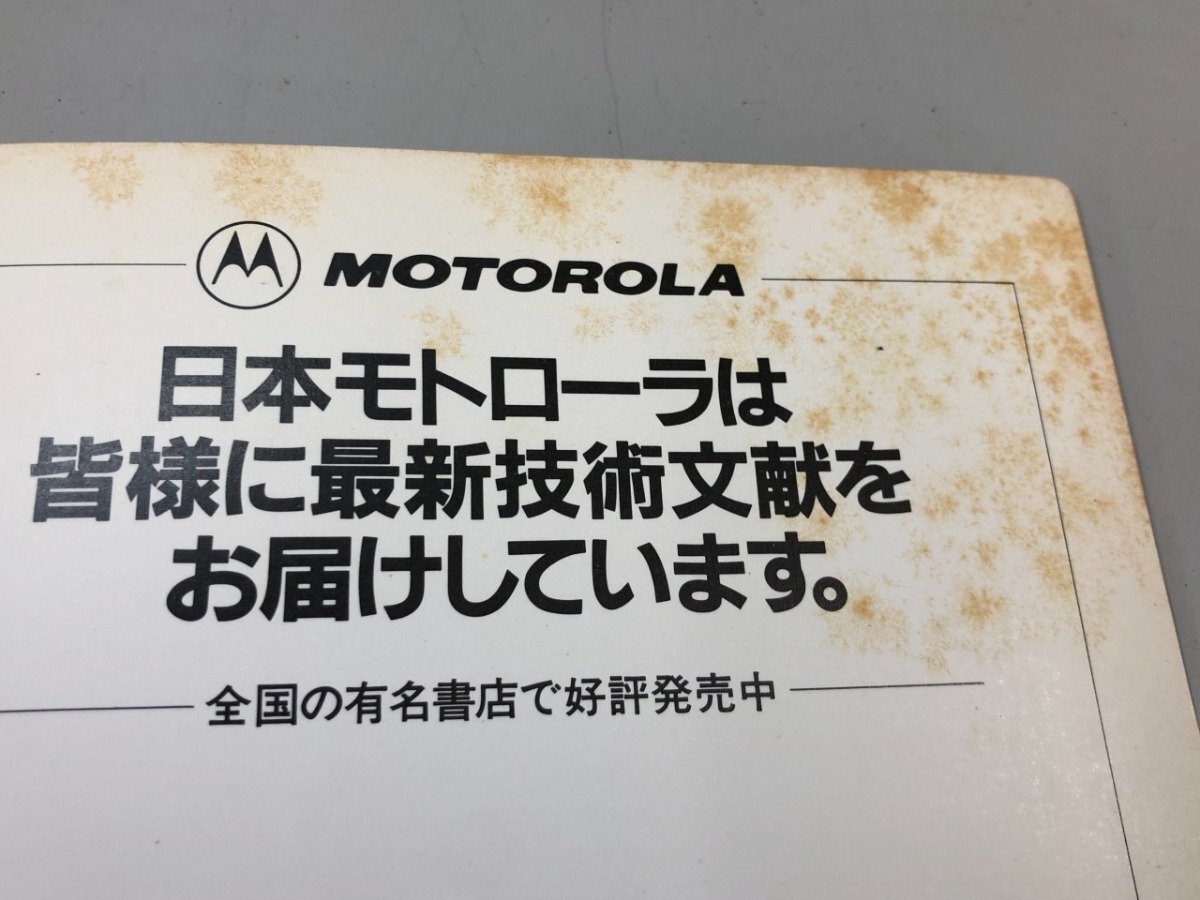 MOTOROLA
日本モトローラは
皆様に最新技術文献を
お届けしています。
全国の有名書店で好評発売中